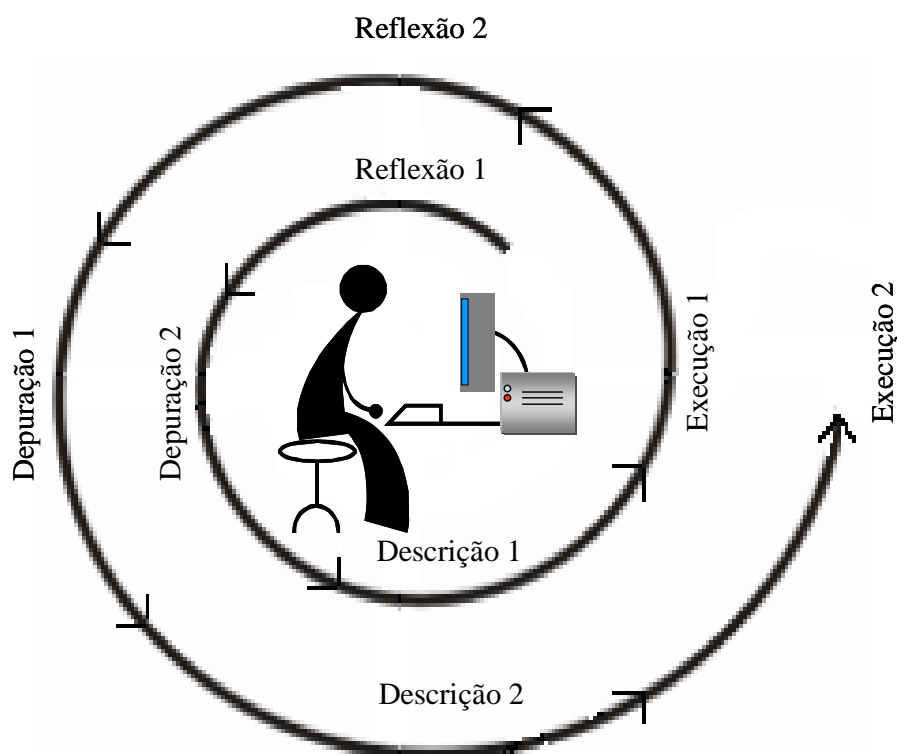 Reflexão 2
Reflexão 1
Execução 1
Execução 2
Depuração 1
Depuração 2
Descrição 1
Descrição 2